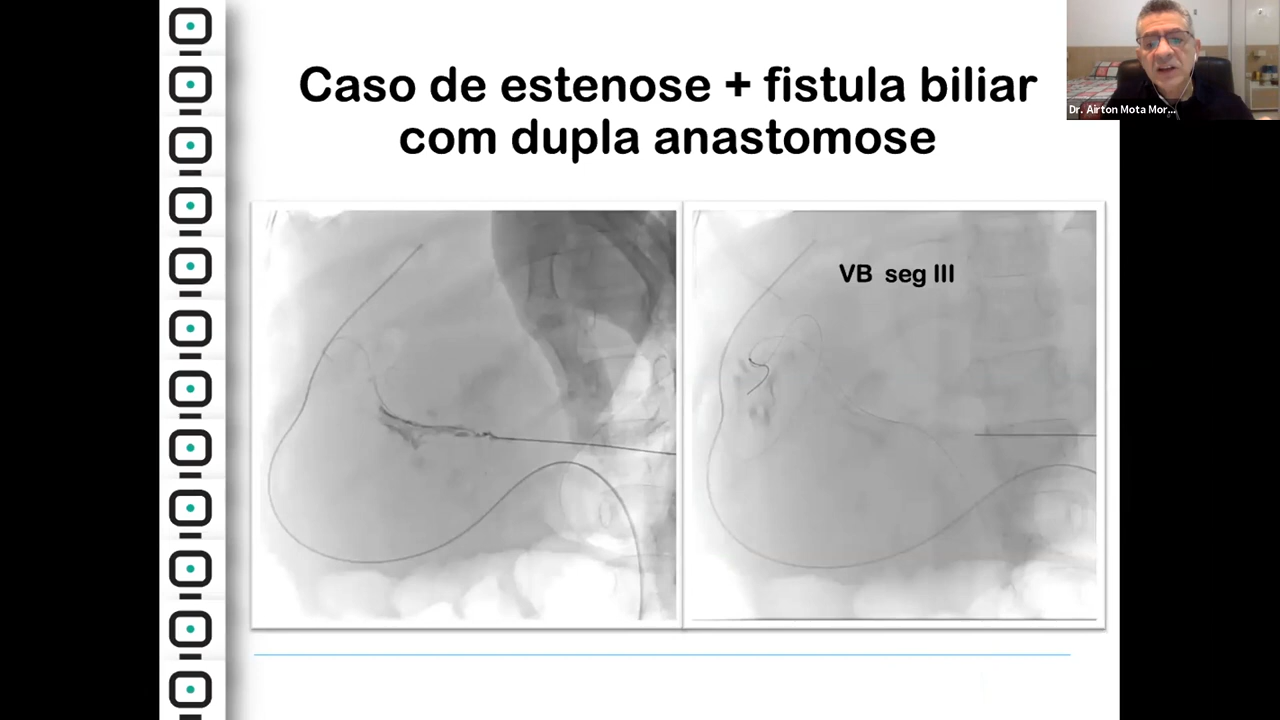 Caso de estenose + fistula biliar
com dupla anastomose
Dr. Airton Mota Mor...
VB seg III